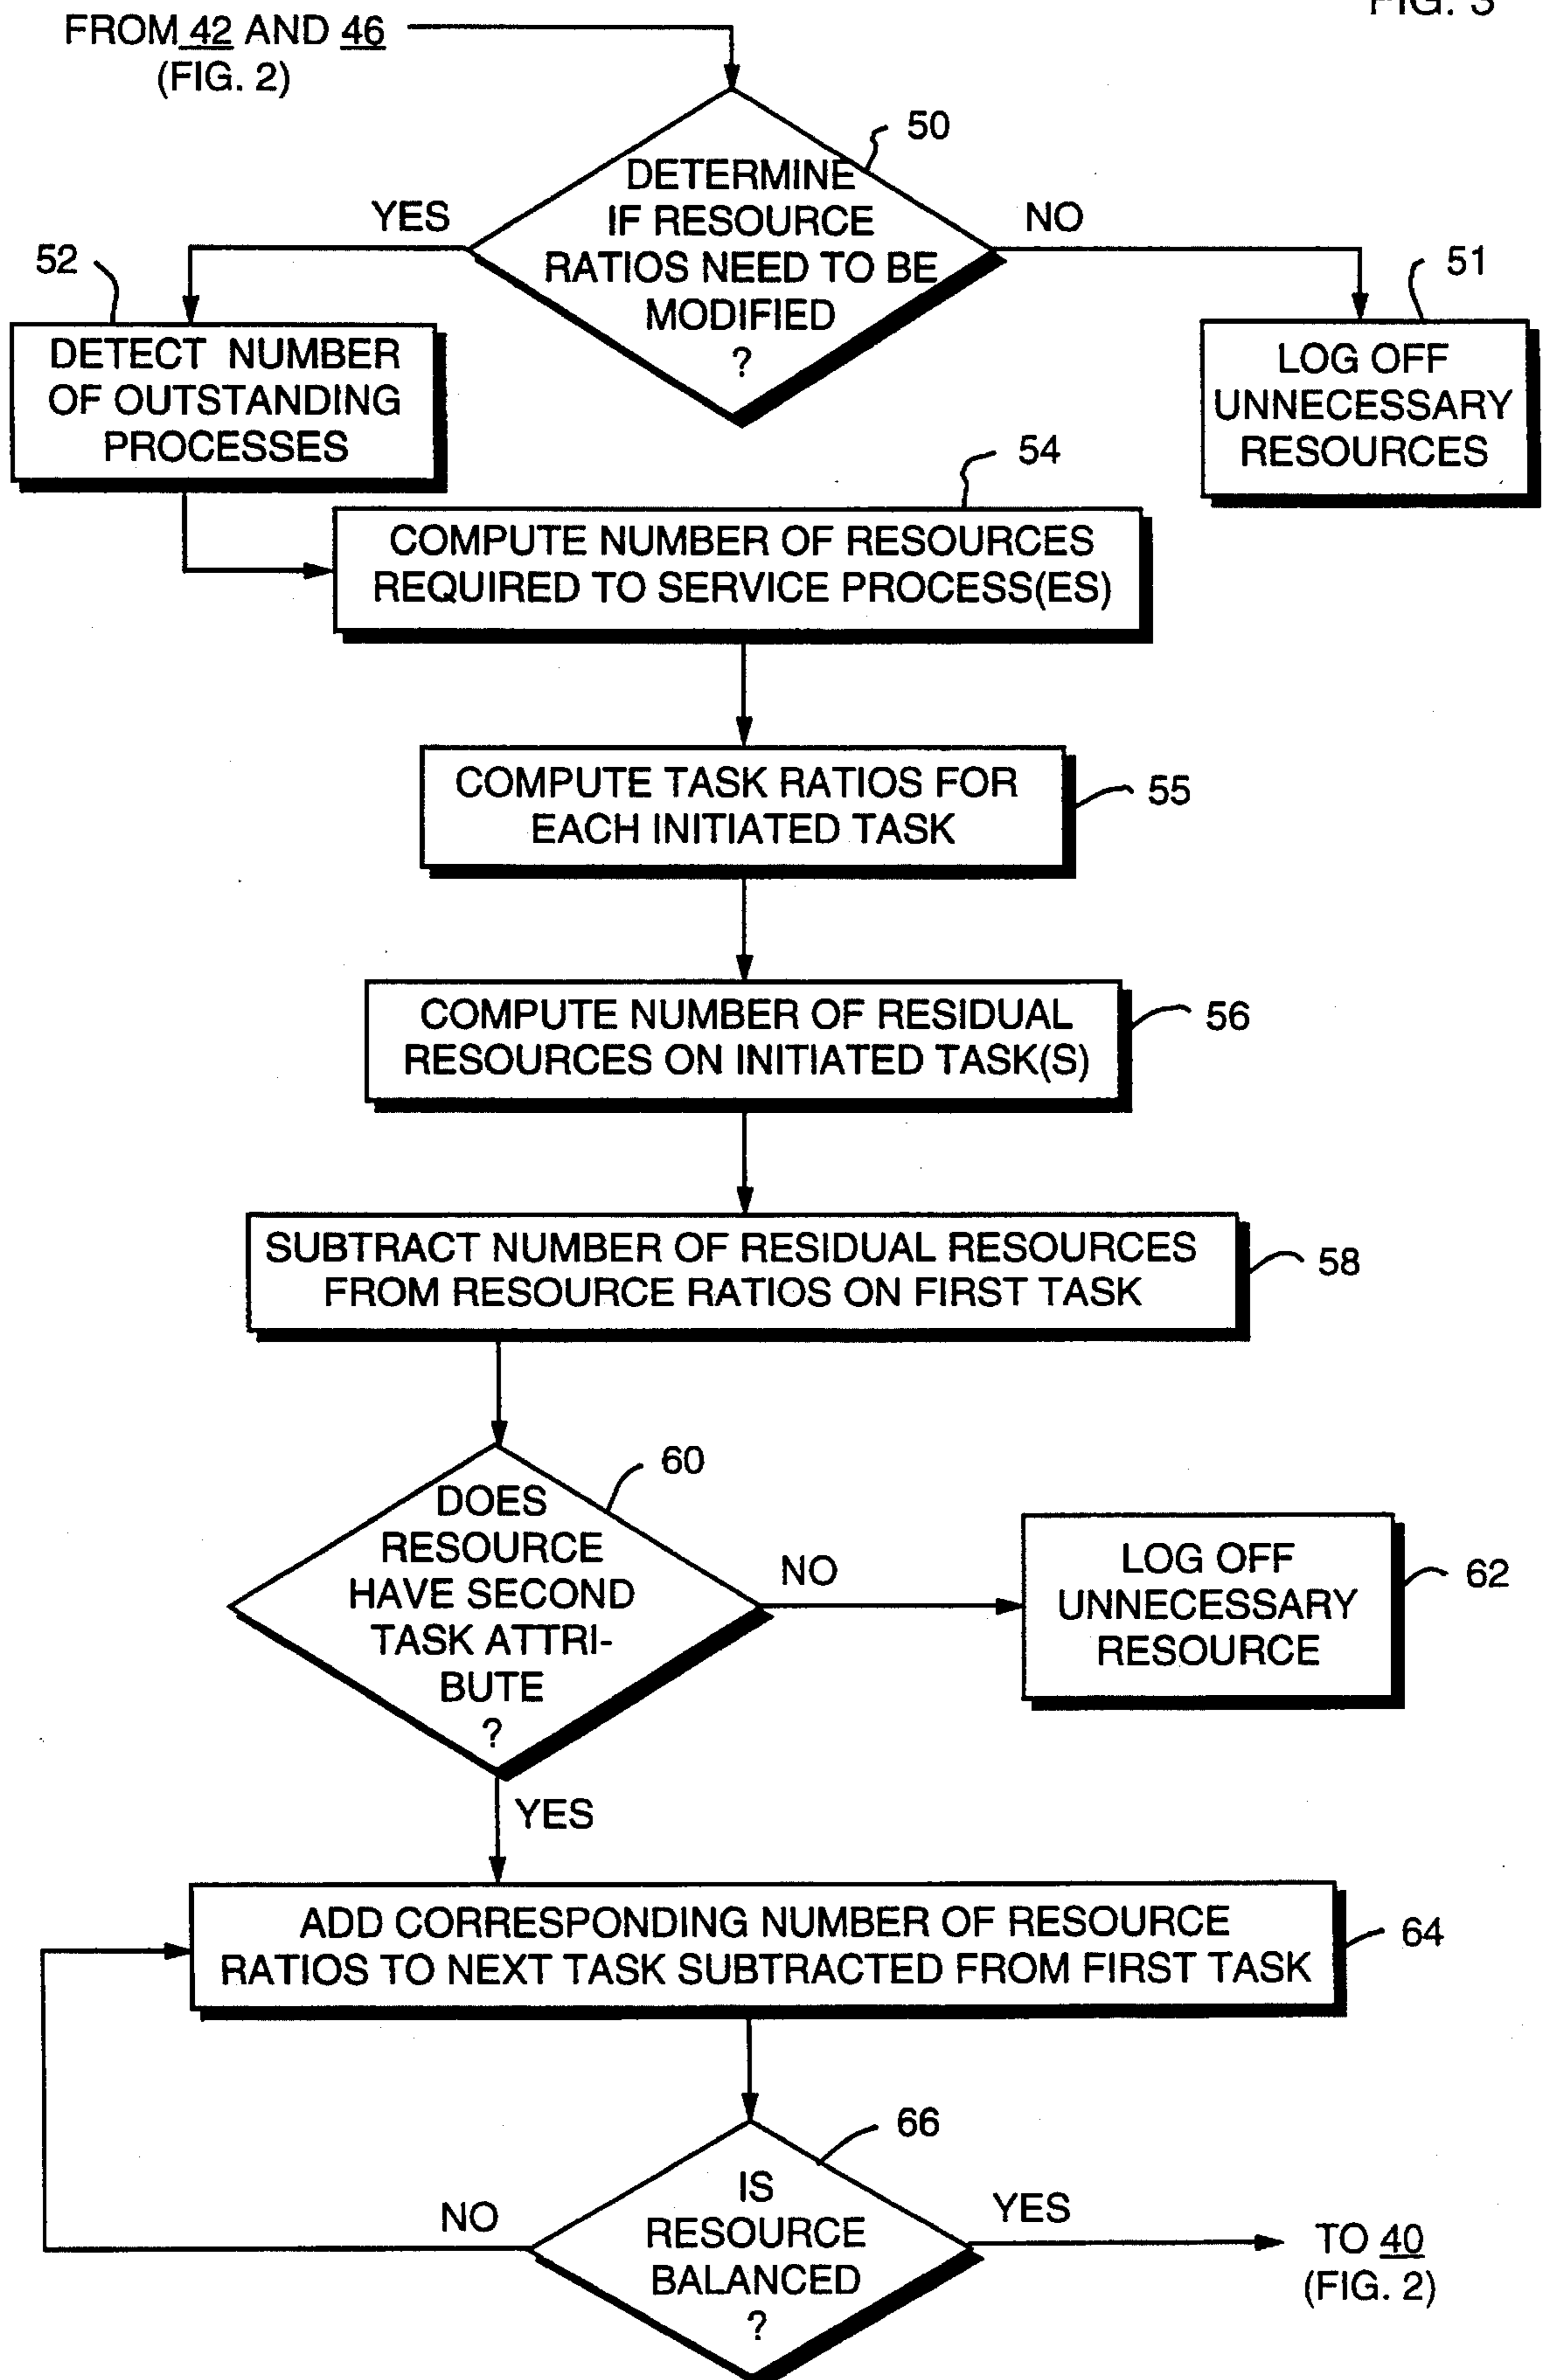 FIG. 3
FROM 42 AND 46
(FIG. 2)
50
DETERMINE
IF RESOURCE
RATIOS NEED TO BE
MODIFIED
?
YES
NO
52
DETECT NUMBER
OF OUTSTANDING
PROCESSES
51
LOG OFF
UNNECESSARY
RESOURCES
54
COMPUTE NUMBER OF RESOURCES
REQUIRED TO SERVICE PROCESS(ES)
COMPUTE TASK RATIOS FOR
EACH INITIATED TASK
55
COMPUTE NUMBER OF RESIDUAL
RESOURCES ON INITIATED TASK(S)
56
SUBTRACT NUMBER OF RESIDUAL RESOURCES
FROM RESOURCE RATIOS ON FIRST TASK
58
60
DOES
RESOURCE
HAVE SECOND
TASK ATTRI-
BUTE
?
NO
LOG OFF
UNNECESSARY
RESOURCE
62
YES
ADD CORRESPONDING NUMBER OF RESOURCE
RATIOS TO NEXT TASK SUBTRACTED FROM FIRST TASK
64
66
IS
RESOURCE
BALANCED
?
NO
YES
TO 40
(FIG. 2)